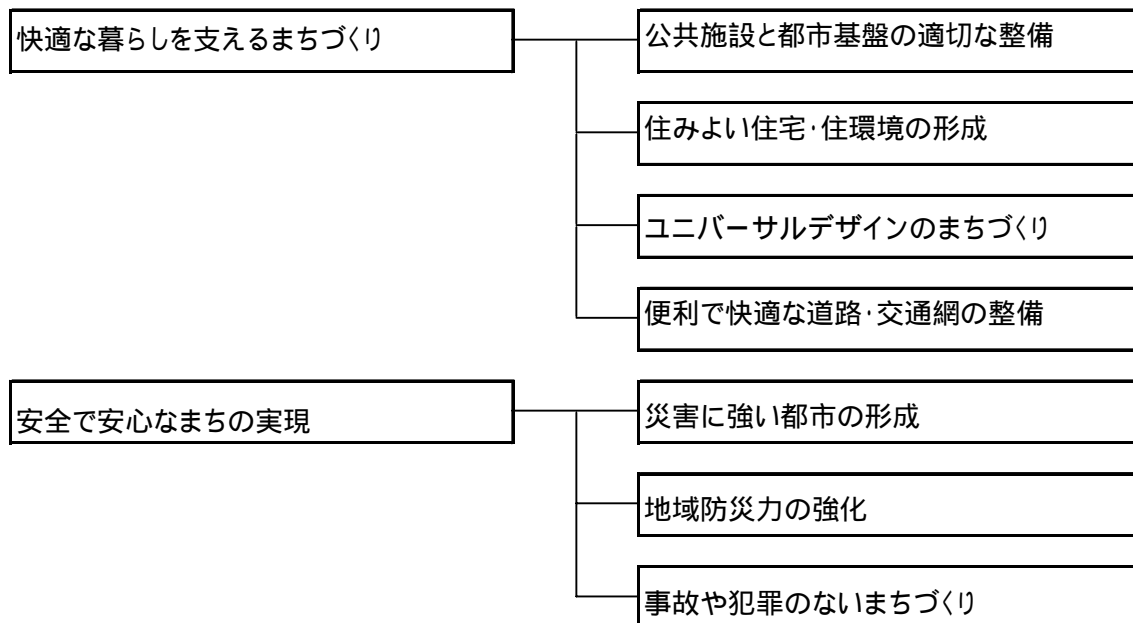 快適な暮らしを支えるまちづくり
公共施設と都市基盤の適切な整備
住みよい住宅・住環境の形成
ユニバーサルデザインのまちづくり
便利で快適な道路・交通網の整備
安全で安心なまちの実現
災害に強い都市の形成
地域防災力の強化
事故や犯罪のないまちづくり